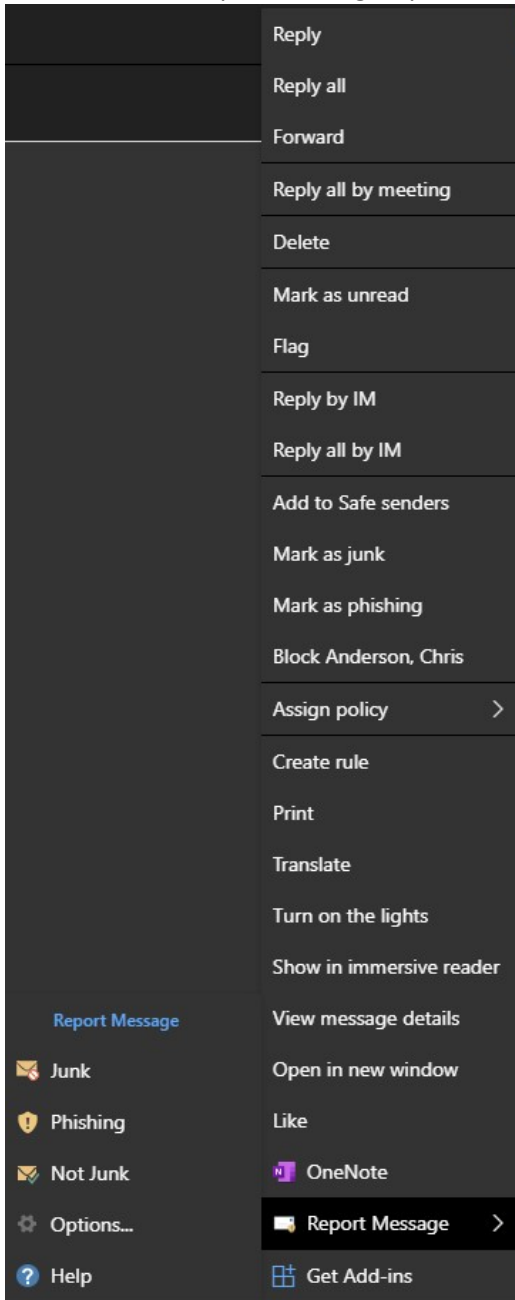 Reply
Reply all
Forward
Reply all by meeting
Delete
Mark as unread
Flag
Reply by IM
Reply all by IM
Add to Safe senders
Mark as junk
Mark as phishing
Block Anderson, Chris
Assign policy
Create rule
Print
Translate
Turn on the lights
Show in immersive reader
View message details
Open in new window
Like
OneNote
Report Message
Get Add-ins
Report Message
Junk
Phishing
Not Junk
Options...
Help